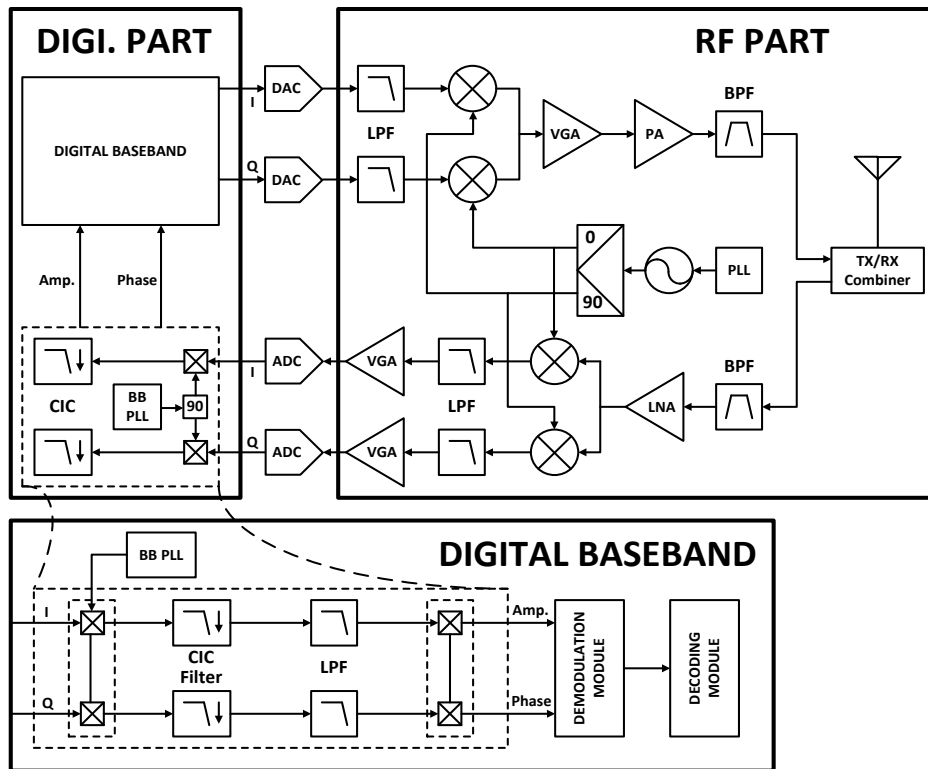 DIGI. PART
RF PART
DIGITAL BASEBAND
I
Q
DAC
DAC
LPF
VGA
PA
BPF
0
90
PLL
TX/RX
Combiner
Amp.
Phase
CIC
BB
PLL
90
I
Q
ADC
ADC
VGA
VGA
LPF
LNA
BPF
DIGITAL BASEBAND
BB PLL
I
Q
CIC
Filter
LPF
Amp.
Phase
DEMODULATION
MODULE
DECODING
MODULE